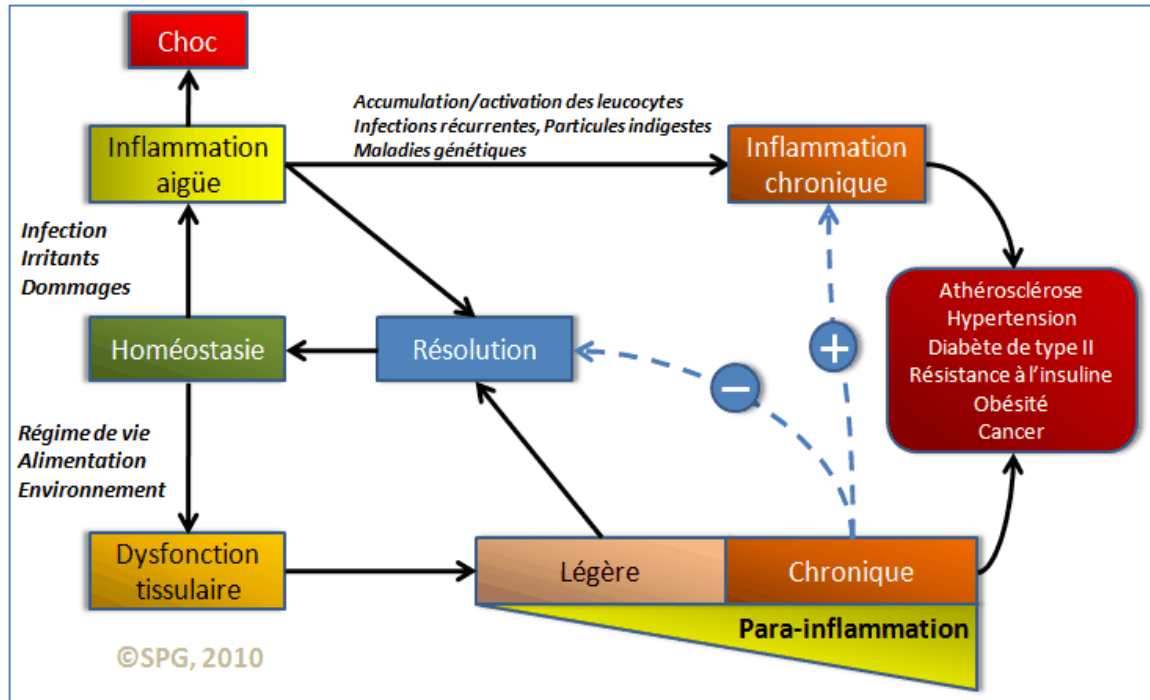 Choc
Accumulation/activation des leucocytes
Infections récurrentes, Particules indigestes
Maladies génétiques
Inflammation
aigüe
Inflammation
chronique
Infection
Irritants
Dommages
Athérosclérose
Hypertension
Diabète de type II
Résistance à l'insuline
Obésité
Cancer
Homéostasie
Résolution
+
−
Régime de vie
Alimentation
Environnement
Dysfonction
tissulaire
Légère
Chronique
Para-inflammation
©SPG, 2010